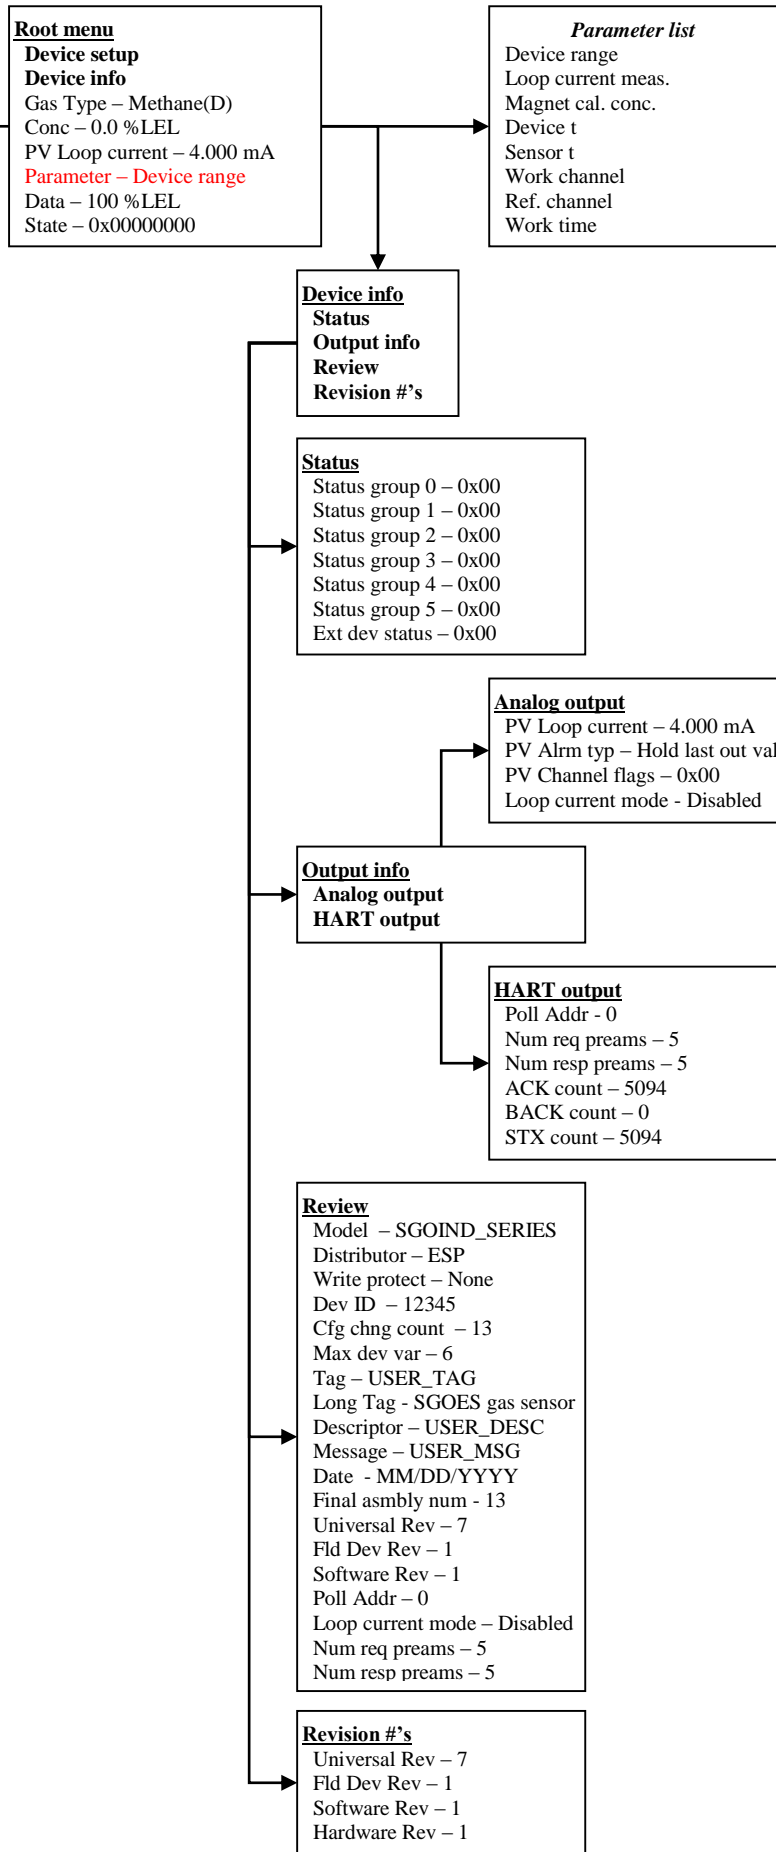 Root menu
Device setup
Device info
Gas Type – Methane(D)
Conc – 0.0 %LEL
PV Loop current – 4.000 mA
Parameter – Device range
Data – 100 %LEL
State – 0x00000000
Parameter list
Device range
Loop current meas.
Magnet cal. conc.
Device t
Sensor t
Work channel
Ref. channel
Work time
Device info
Status
Output info
Review
Revision #’s
Status
Status group 0 – 0x00
Status group 1 – 0x00
Status group 2 – 0x00
Status group 3 – 0x00
Status group 4 – 0x00
Status group 5 – 0x00
Ext dev status – 0x00
Analog output
PV Loop current – 4.000 mA
PV Alrm typ – Hold last out val
PV Channel flags – 0x00
Loop current mode - Disabled
Output info
Analog output
HART output
HART output
Poll Addr - 0
Num req preams – 5
Num resp preams – 5
ACK count – 5094
BACK count – 0
STX count – 5094
Review
Model – SGOIND_SERIES
Distributor – ESP
Write protect – None
Dev ID – 12345
Cfg chng count – 13
Max dev var – 6
Tag – USER_TAG
Long Tag - SGOES gas sensor
Descriptor – USER_DESC
Message – USER_MSG
Date - MM/DD/YYYY
Final asmbly num - 13
Universal Rev – 7
Fld Dev Rev – 1
Software Rev – 1
Poll Addr – 0
Loop current mode – Disabled
Num req preams – 5
Num resp preams – 5
Revision #’s
Universal Rev – 7
Fld Dev Rev – 1
Software Rev – 1
Hardware Rev – 1